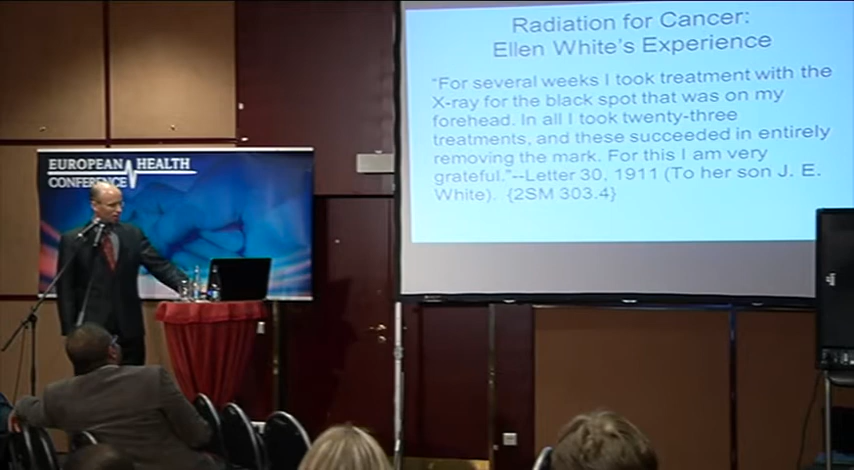 Radiation for Cancer:
Ellen White's Experience
"For several weeks I took treatment with the
X-ray for the black spot that was on my
forehead. In all I took twenty-three
treatments, and these succeeded in entirely
removing the mark. For this I am very
grateful."--Letter 30, 1911 (To her son J. E.
White). {2SM 303.4}
EUROPEAN HEALTH
CONFERENCE